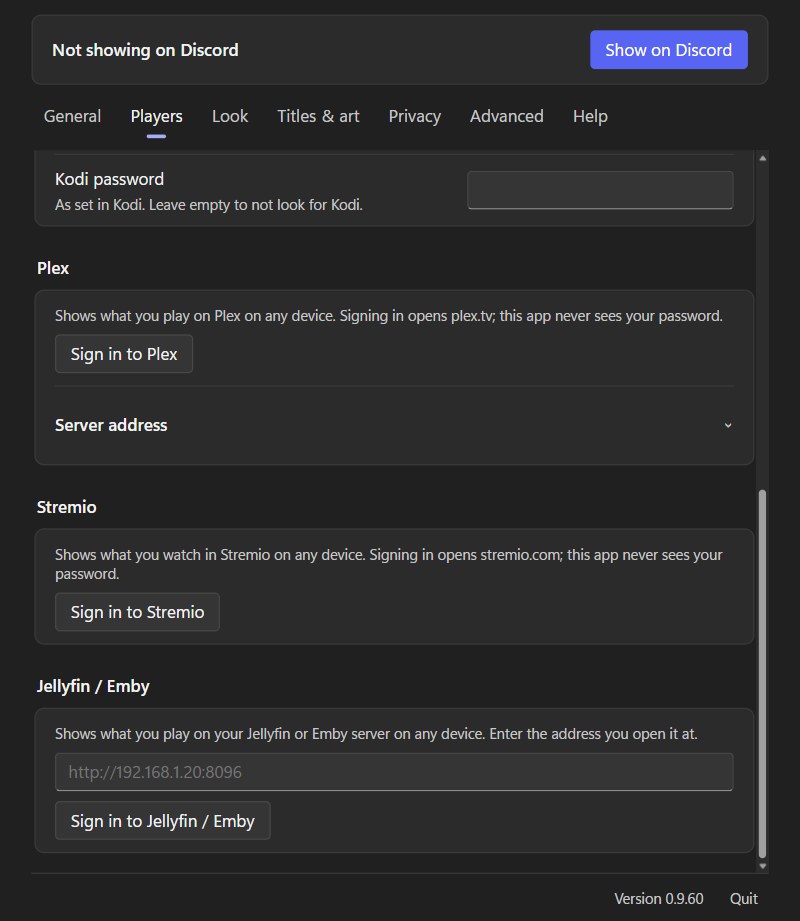 Not showing on Discord
Show on Discord
General
Players
Look
Titles & art
Privacy
Advanced
Help
Kodi password
As set in Kodi. Leave empty to not look for Kodi.
Plex
Shows what you play on Plex on any device. Signing in opens plex.tv; this app never sees your password.
Sign in to Plex
Server address
Stremio
Shows what you watch in Stremio on any device. Signing in opens stremio.com; this app never sees your
password.
Sign in to Stremio
Jellyfin / Emby
Shows what you play on your Jellyfin or Emby server on any device. Enter the address you open it at.
http://192.168.1.20:8096
Sign in to Jellyfin / Emby
Version 0.9.60
Quit